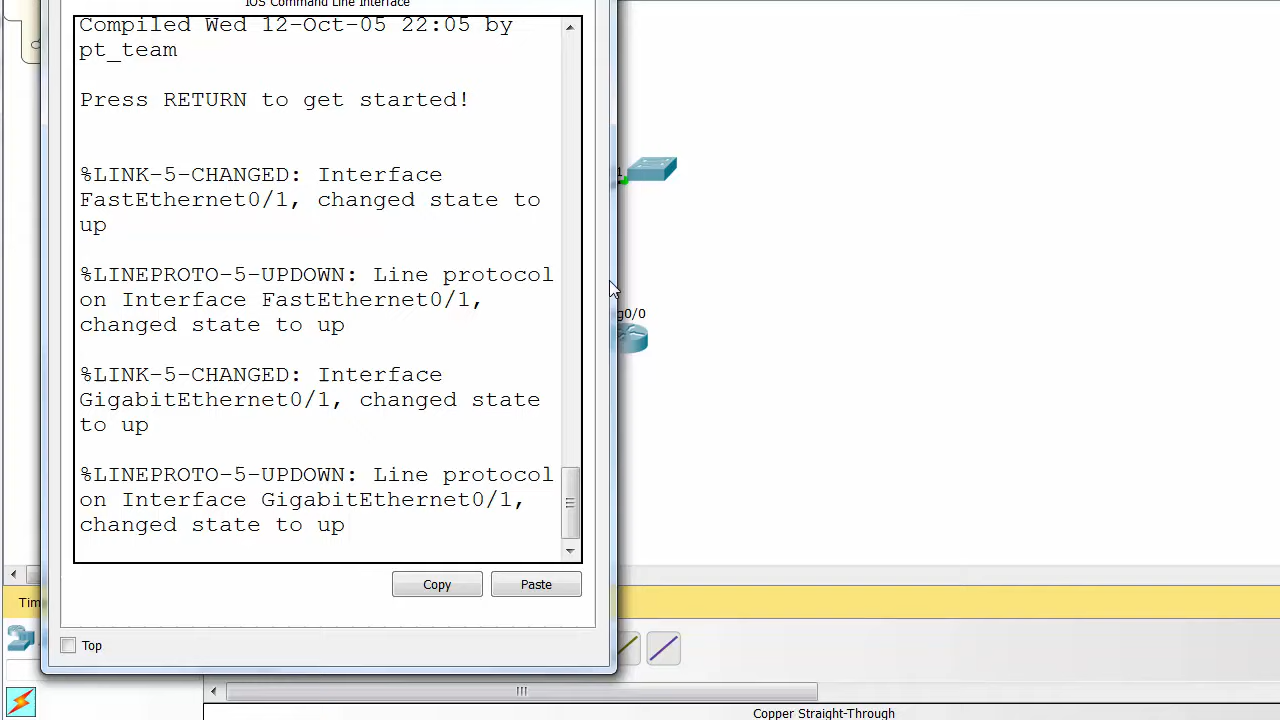 IOS Command Line Interface
Compiled Wed 12-Oct-05 22:05 by
pt_team
Press RETURN to get started!
%LINK-5-CHANGED: Interface
FastEthernet0/1, changed state to
up
%LINEPROTO-5-UPDOWN: Line protocol
on Interface FastEthernet0/1,
changed state to up
%LINK-5-CHANGED: Interface
GigabitEthernet0/1, changed state
to up
%LINEPROTO-5-UPDOWN: Line protocol
on Interface GigabitEthernet0/1,
changed state to up
Copy Paste
Top
1
g0/0
Tim
Copper Straight-Through